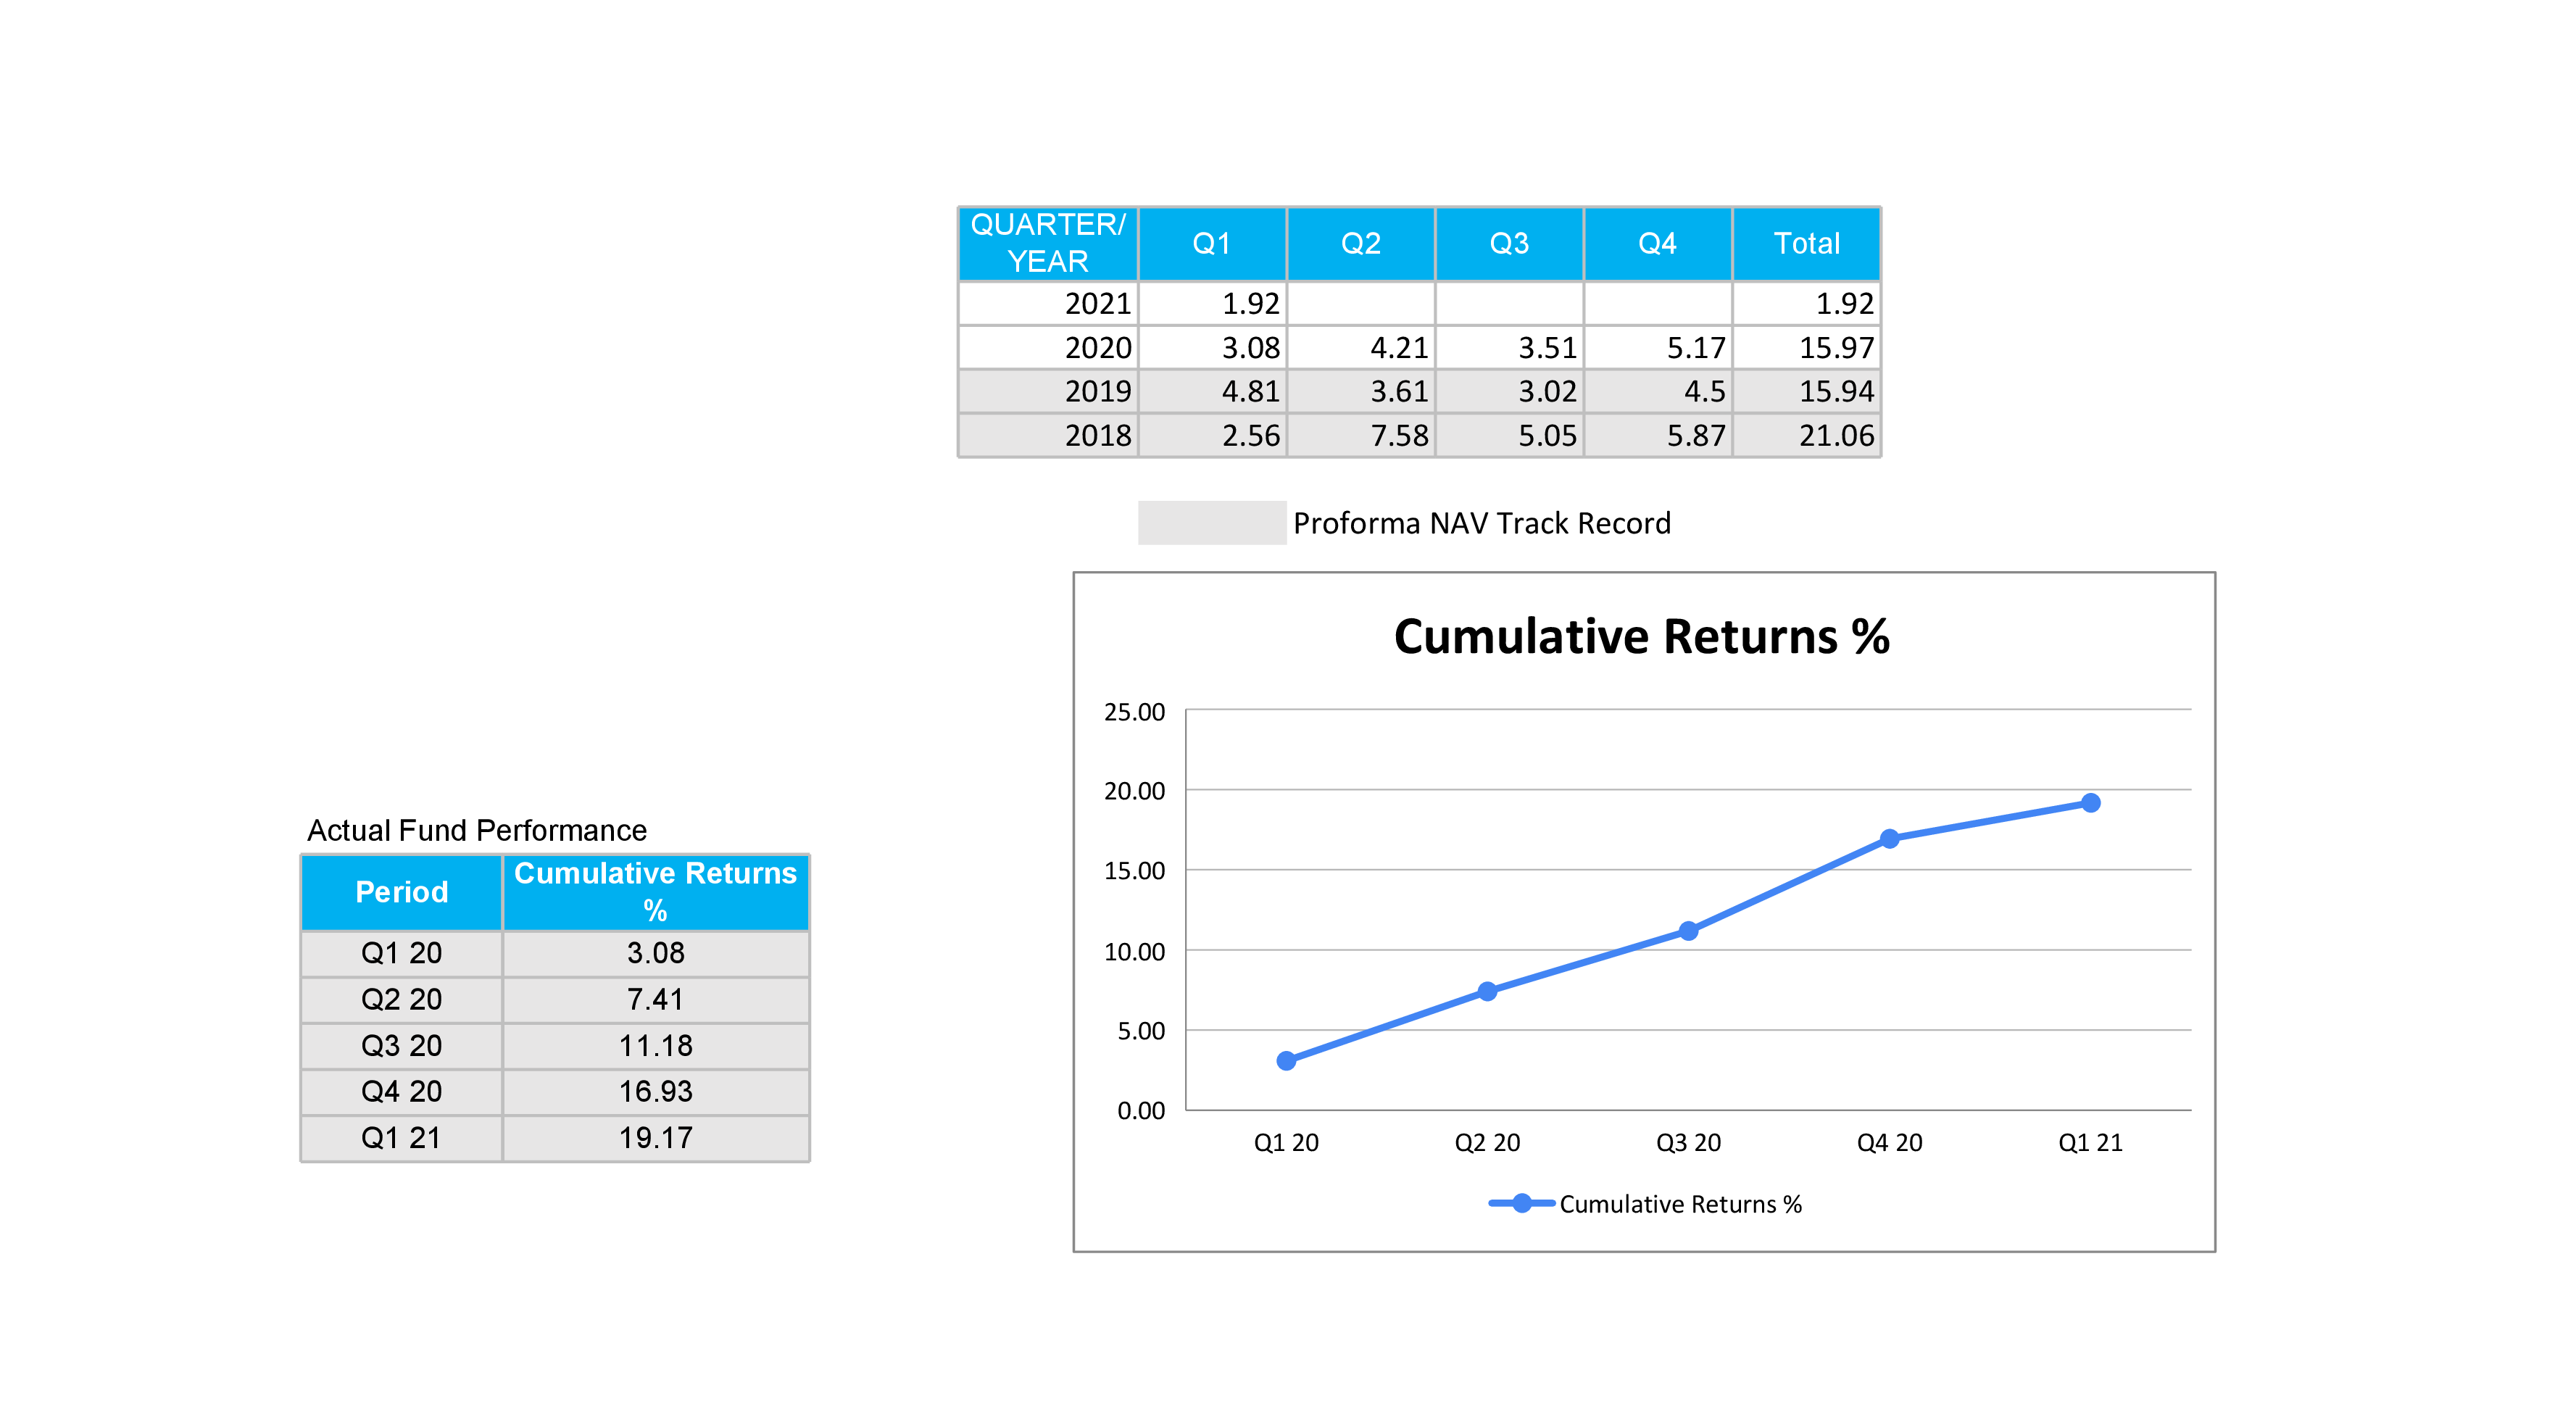 QUARTER/
YEAR Q1 Q2 Q3 Q4 Total
2021 1.92 1.92
2020 3.08 4.21 3.51 5.17 15.97
2019 4.81 3.61 3.02 4.5 15.94
2018 2.56 7.58 5.05 5.87 21.06
Proforma NAV Track Record
Actual Fund Performance
Period Cumulative Returns
%
Q1 20 3.08
Q2 20 7.41
Q3 20 11.18
Q4 20 16.93
Q1 21 19.17
Cumulative Returns %
25.00
20.00
15.00
10.00
5.00
0.00
Q1 20 Q2 20 Q3 20 Q4 20 Q1 21
Cumulative Returns %